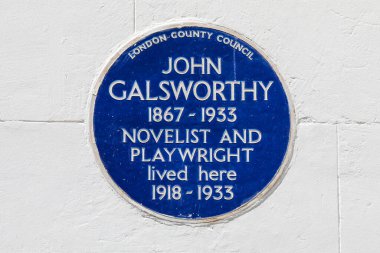 LONDON COUNTY COUNCIL
JOHN
GALSWORTHY
1867-1933
NOVELIST AND
PLAYWRIGHT
lived here
1918-1933